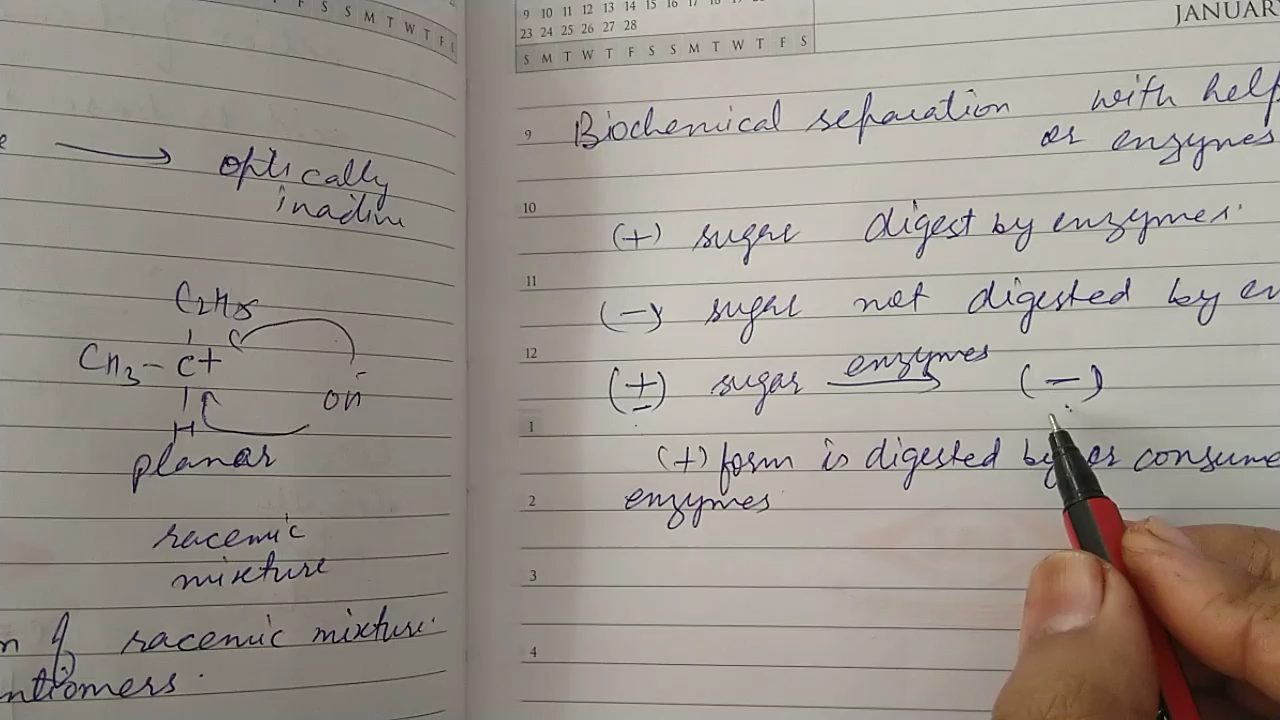 F S S M T W T F
e → optically
inactive
C2H5
CH3 - C+
H
OH-
planar
racemic
mixture
n of racemic mixture.
ntiomers.
9 10 11 12 13 14 15 16 17 18
23 24 25 26 27 28
S M T W T F S S M T W T F S
JANUAR
9 Biochemical separation with help
or enzymes
10 (+) sugar digest by enzymes.
11 (-) sugar not digested by en
12 (±) sugar enzymes → (-)
1 (+) form is digested by or consume
2 enzymes
3
4